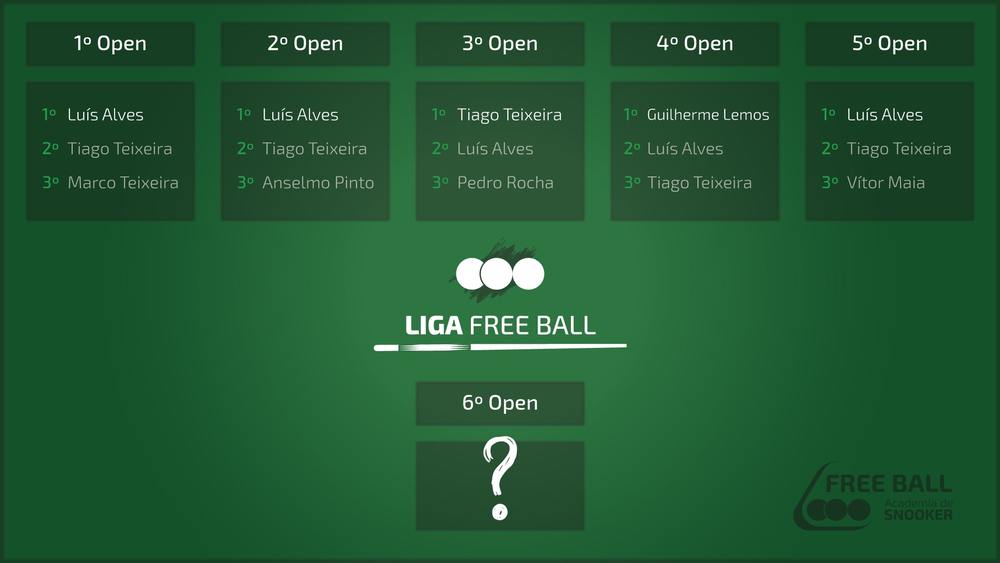 1º Open
1º Luís Alves
2º Tiago Teixeira
3º Marco Teixeira
2º Open
1º Luís Alves
2º Tiago Teixeira
3º Anselmo Pinto
3º Open
1º Tiago Teixeira
2º Luís Alves
3º Pedro Rocha
4º Open
1º Guilherme Lemos
2º Luís Alves
3º Tiago Teixeira
5º Open
1º Luís Alves
2º Tiago Teixeira
3º Vítor Maia
LIGA FREE BALL
6º Open
?
FREE BALL
Academia de
SNOOKER